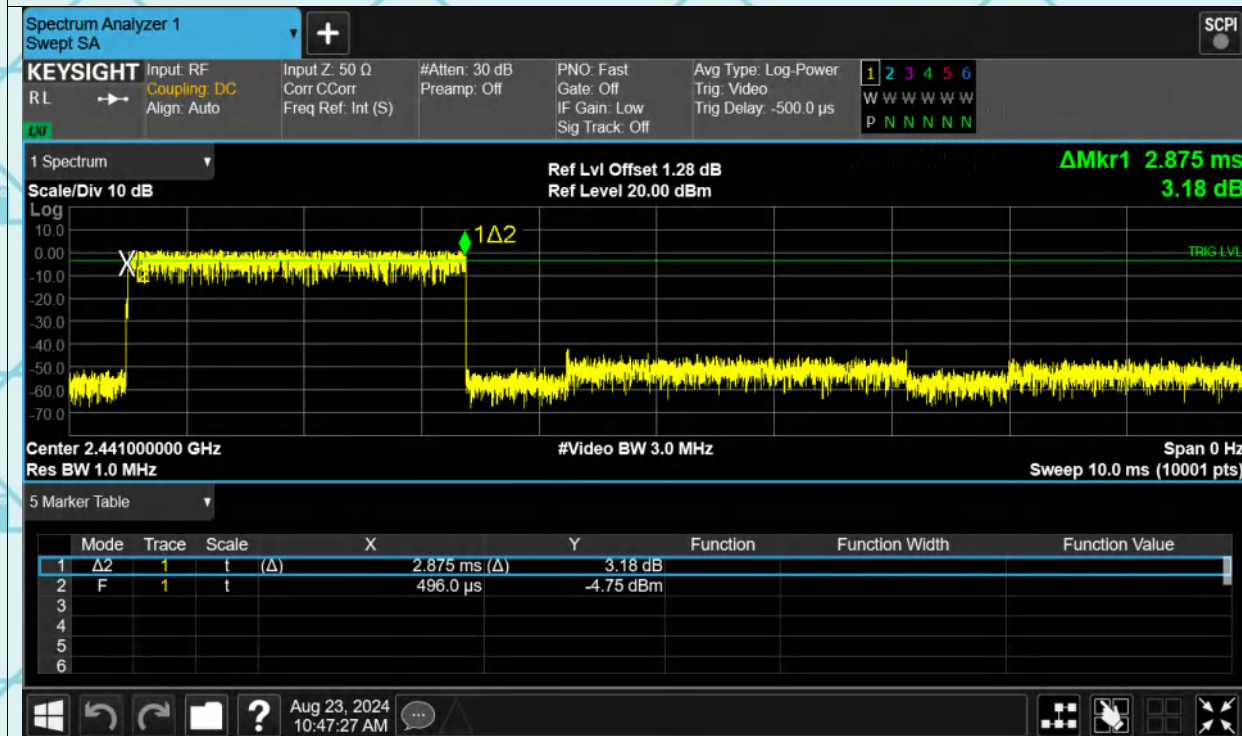 Spectrum Analyzer 1
Swept SA
+
SCPI
KEYSIGHT
RL
LXI
Input: RF
Coupling: DC
Align: Auto
Input Z: 50 Ω
Corr CCorr
Freq Ref: Int (S)
#Atten: 30 dB
Preamp: Off
PNO: Fast
Gate: Off
IF Gain: Low
Sig Track: Off
Avg Type: Log-Power
Trig: Video
Trig Delay: -500.0 µs
1 2 3 4 5 6
W W W W W W
P N N N N N
1 Spectrum
Scale/Div 10 dB
Log
Ref Lvl Offset 1.28 dB
Ref Level 20.00 dBm
ΔMkr1 2.875 ms
3.18 dB
10.0
0.00
-10.0
-20.0
-30.0
-40.0
-50.0
-60.0
-70.0
1Δ2
X
2
TRIG LVL
Center 2.441000000 GHz
Res BW 1.0 MHz
#Video BW 3.0 MHz
Span 0 Hz
Sweep 10.0 ms (10001 pts)
5 Marker Table
Mode Trace Scale X Y Function Function Width Function Value
1 Δ2 1 t (Δ) 2.875 ms (Δ) 3.18 dB
2 F 1 t 496.0 µs -4.75 dBm
3
4
5
6
?
Aug 23, 2024
10:47:27 AM